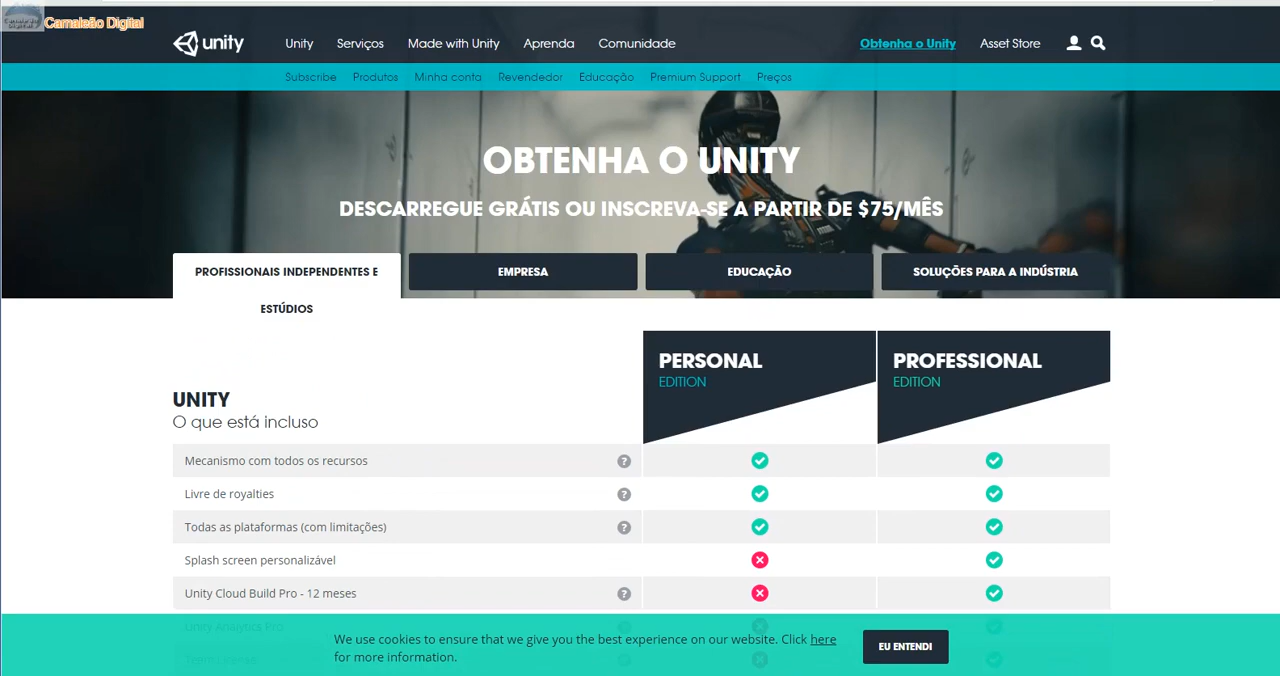 Camaleão Digital
unity
Unity Serviços Made with Unity Aprenda Comunidade
Obtenha o Unity Asset Store
Subscribe Produtos Minha conta Revendedor Educação Premium Support Preços
OBTENHA O UNITY
DESCARREGUE GRÁTIS OU INSCREVA-SE A PARTIR DE $75/MÊS
PROFISSIONAIS INDEPENDENTES E
ESTÚDIOS
EMPRESA
EDUCAÇÃO
SOLUÇÕES PARA A INDÚSTRIA
PERSONAL
EDITION
PROFESSIONAL
EDITION
UNITY
O que está incluso
Mecanismo com todos os recursos ?
Livre de royalties ?
Todas as plataformas (com limitações) ?
Splash screen personalizável
Unity Cloud Build Pro - 12 meses ?
Unity Analytics Pro
Team License
We use cookies to ensure that we give you the best experience on our website. Click here
for more information.
EU ENTENDI